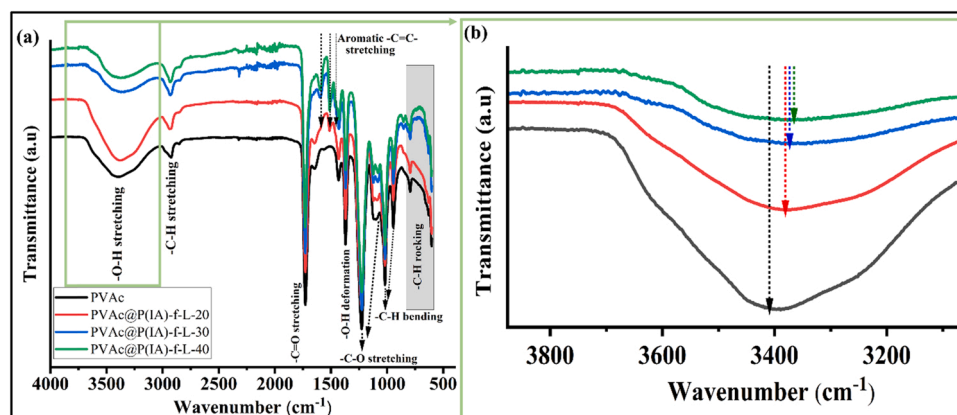 (a)
Aromatic -C=C-
stretching
-O-H stretching
-C-H stretching
-C=O stretching
-O-H deformation
-C-H rocking
-C-H bending
-C-O stretching
PVAc
PVAc@P(IA)-f-L-20
PVAc@P(IA)-f-L-30
PVAc@P(IA)-f-L-40
Transmittance (a.u)
4000 3500 3000 2500 2000 1500 1000 500
Wavenumber (cm-1)
(b)
Transmittance (a.u)
3800 3600 3400 3200
Wavenumber (cm-1)